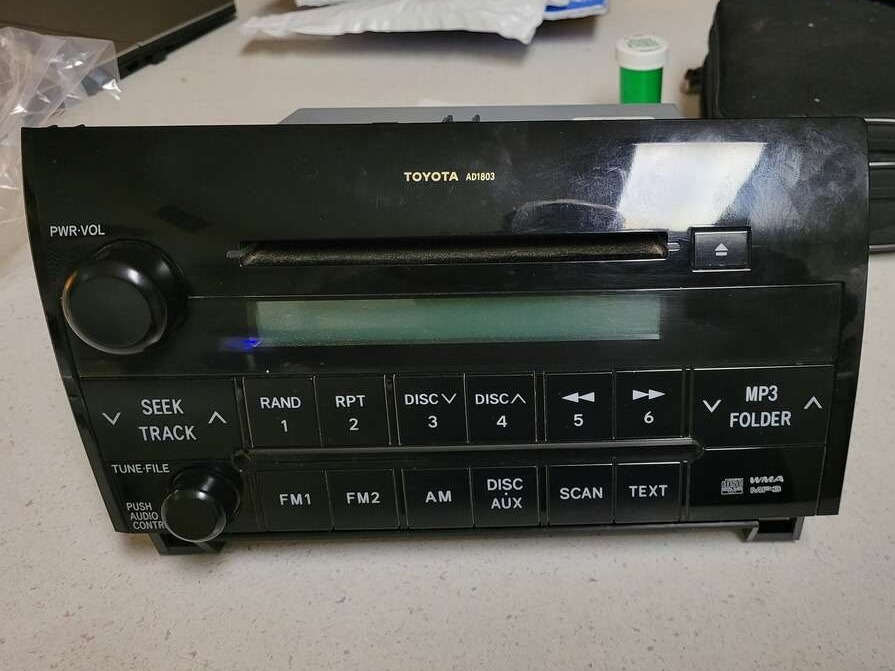 TOYOTA AD1803
PWR·VOL
SEEK
TRACK
RAND
1
RPT
2
DISC
3
DISC
4
5
6
MP3
FOLDER
TUNE·FILE
PUSH
AUDIO
CONTR
FM1
FM2
AM
DISC
AUX
SCAN
TEXT
WMA
MP3